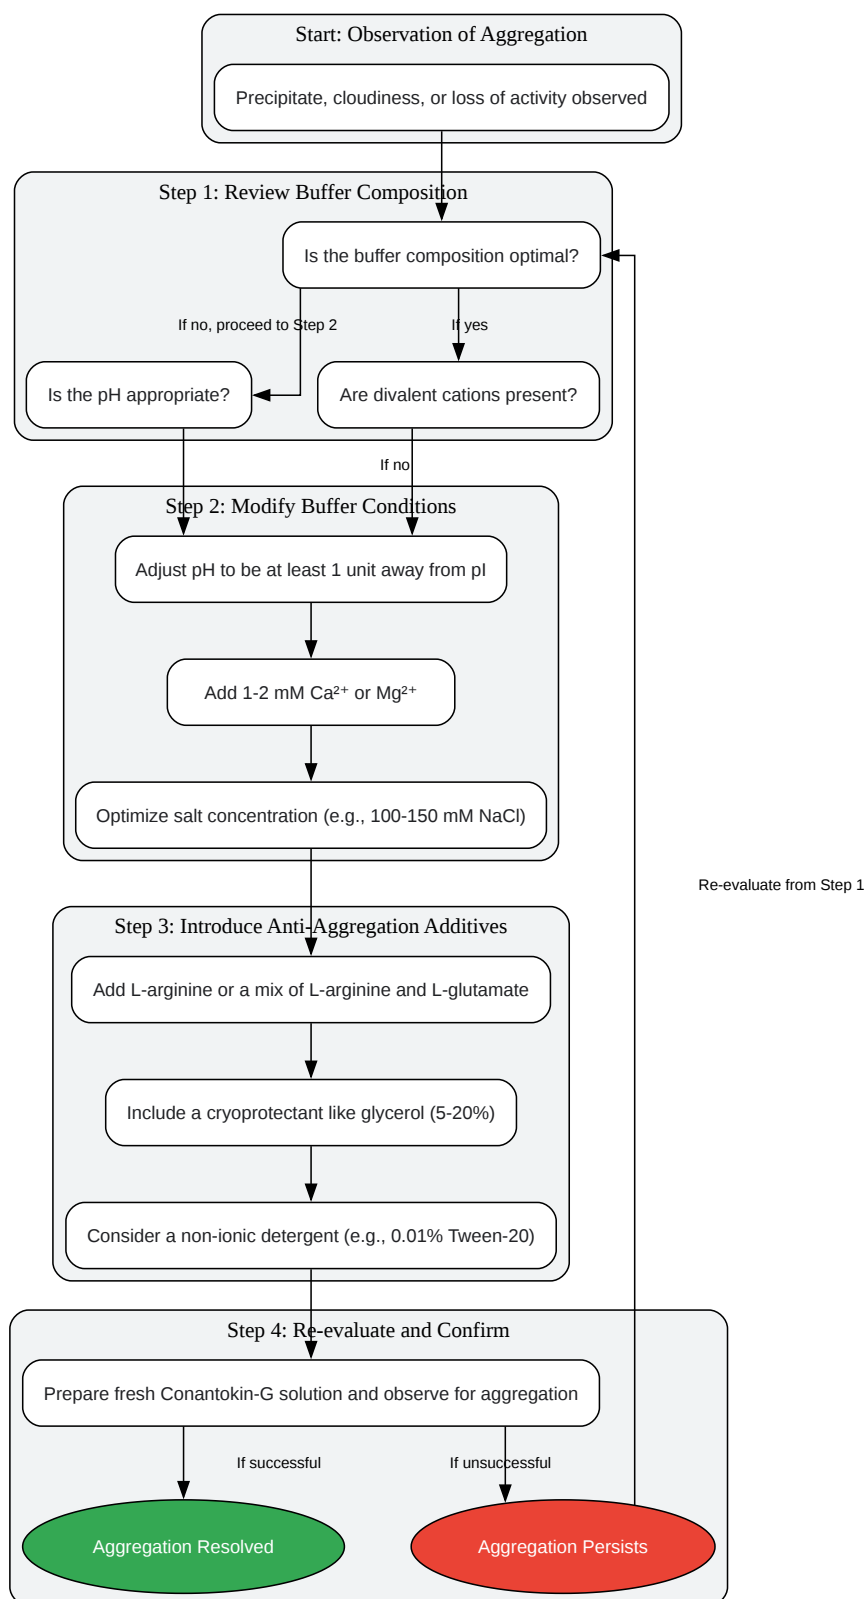 Start: Observation of Aggregation
Precipitate, cloudiness, or loss of activity observed
Step 1: Review Buffer Composition
Is the buffer composition optimal?
If no, proceed to Step 2
If yes
Is the pH appropriate?
Are divalent cations present?
If no
Step 2: Modify Buffer Conditions
Adjust pH to be at least 1 unit away from pI
Add 1-2 mM Ca²⁺ or Mg²⁺
Optimize salt concentration (e.g., 100-150 mM NaCl)
Re-evaluate from Step 1
Step 3: Introduce Anti-Aggregation Additives
Add L-arginine or a mix of L-arginine and L-glutamate
Include a cryoprotectant like glycerol (5-20%)
Consider a non-ionic detergent (e.g., 0.01% Tween-20)
Step 4: Re-evaluate and Confirm
Prepare fresh Conantokin-G solution and observe for aggregation
If successful
If unsuccessful
Aggregation Resolved
Aggregation Persists